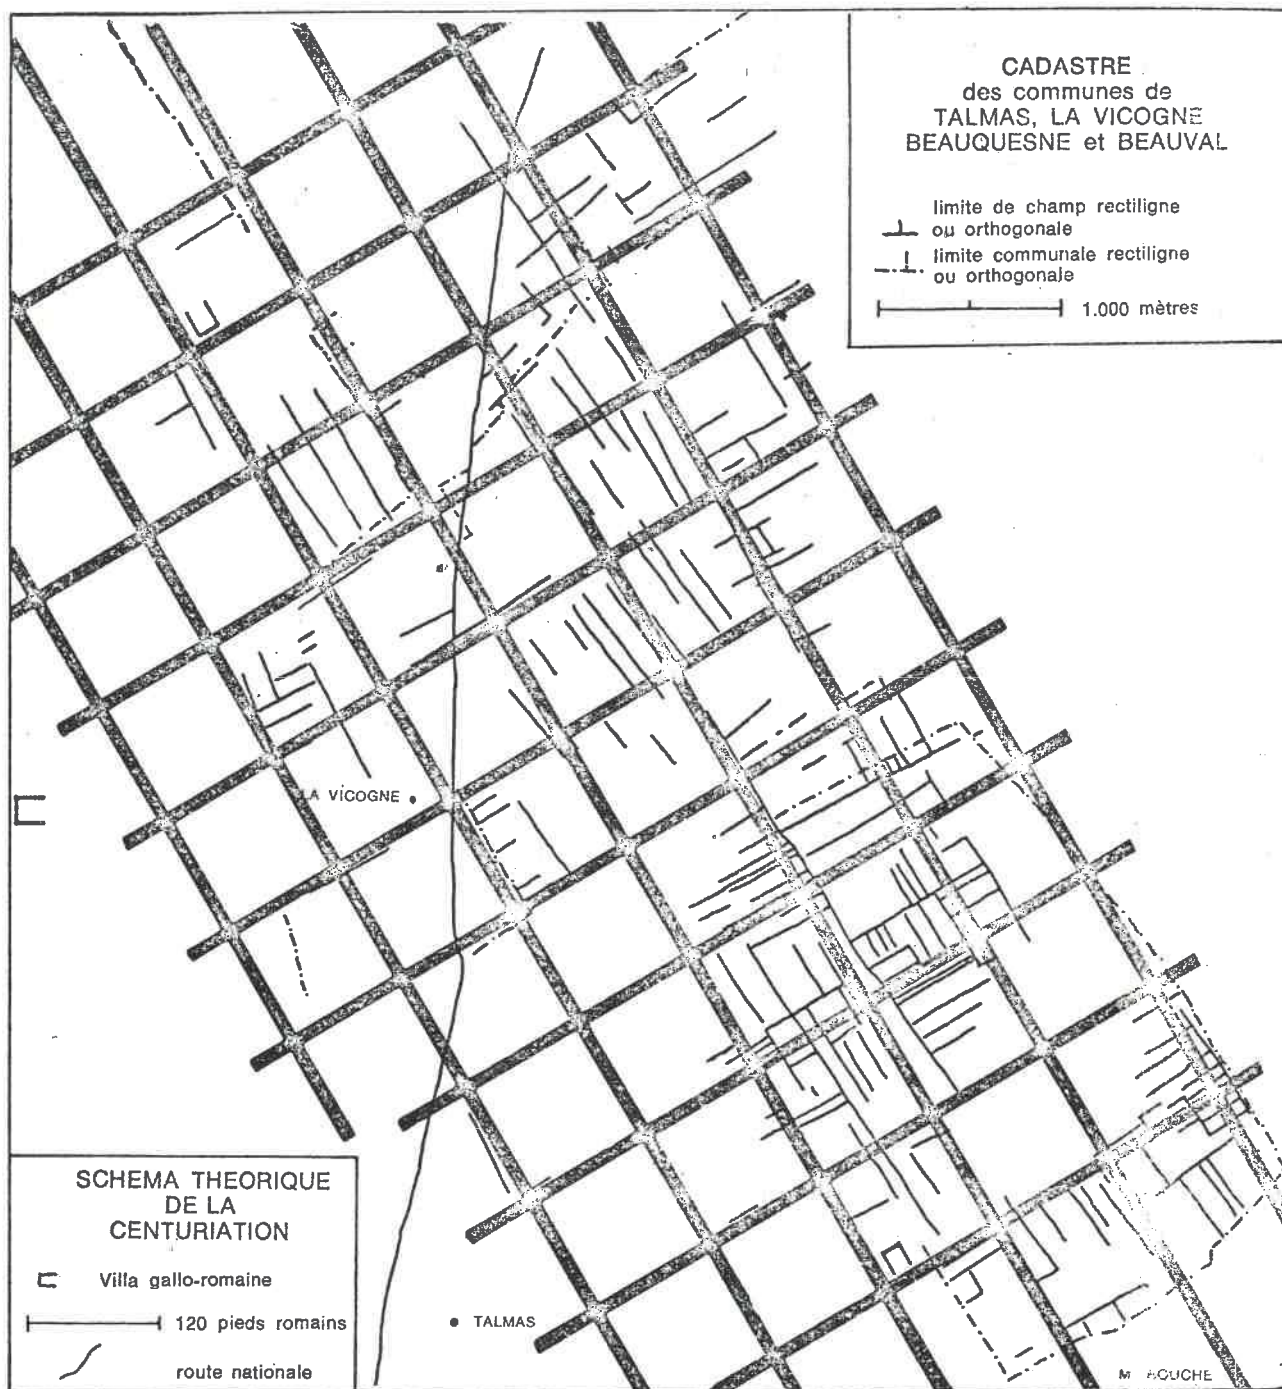 CADASTRE
des communes de
TALMAS, LA VICOGNE
BEAUQUESNE et BEAUVAL
limite de champ rectiligne
ou orthogonale
limite communale rectiligne
ou orthogonale
1.000 mètres
LA VICOGNE
SCHEMA THEORIQUE
DE LA
CENTURIATION
Villa gallo-romaine
120 pieds romains
route nationale
TALMAS
M